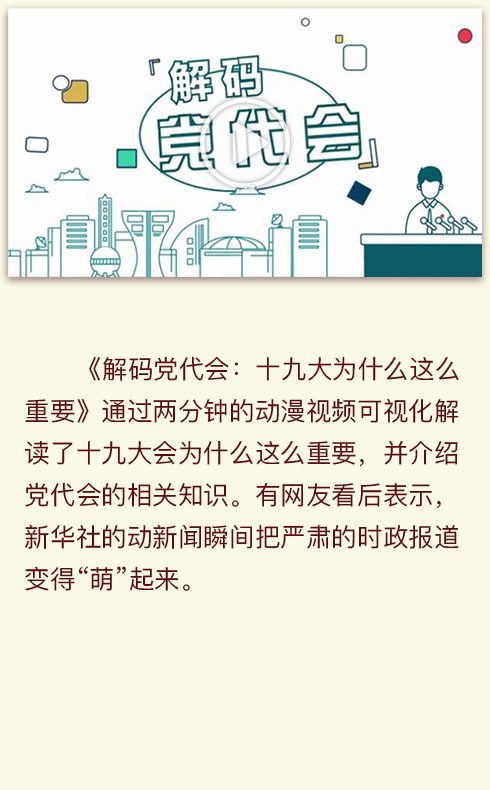 解码
党代会
《解码党代会：十九大为什么这么
重要》通过两分钟的动漫视频可视化解
读了十九大会为什么这么重要，并介绍
党代会的相关知识。有网友看后表示，
新华社的动新闻瞬间把严肃的时政报道
变得“萌”起来。